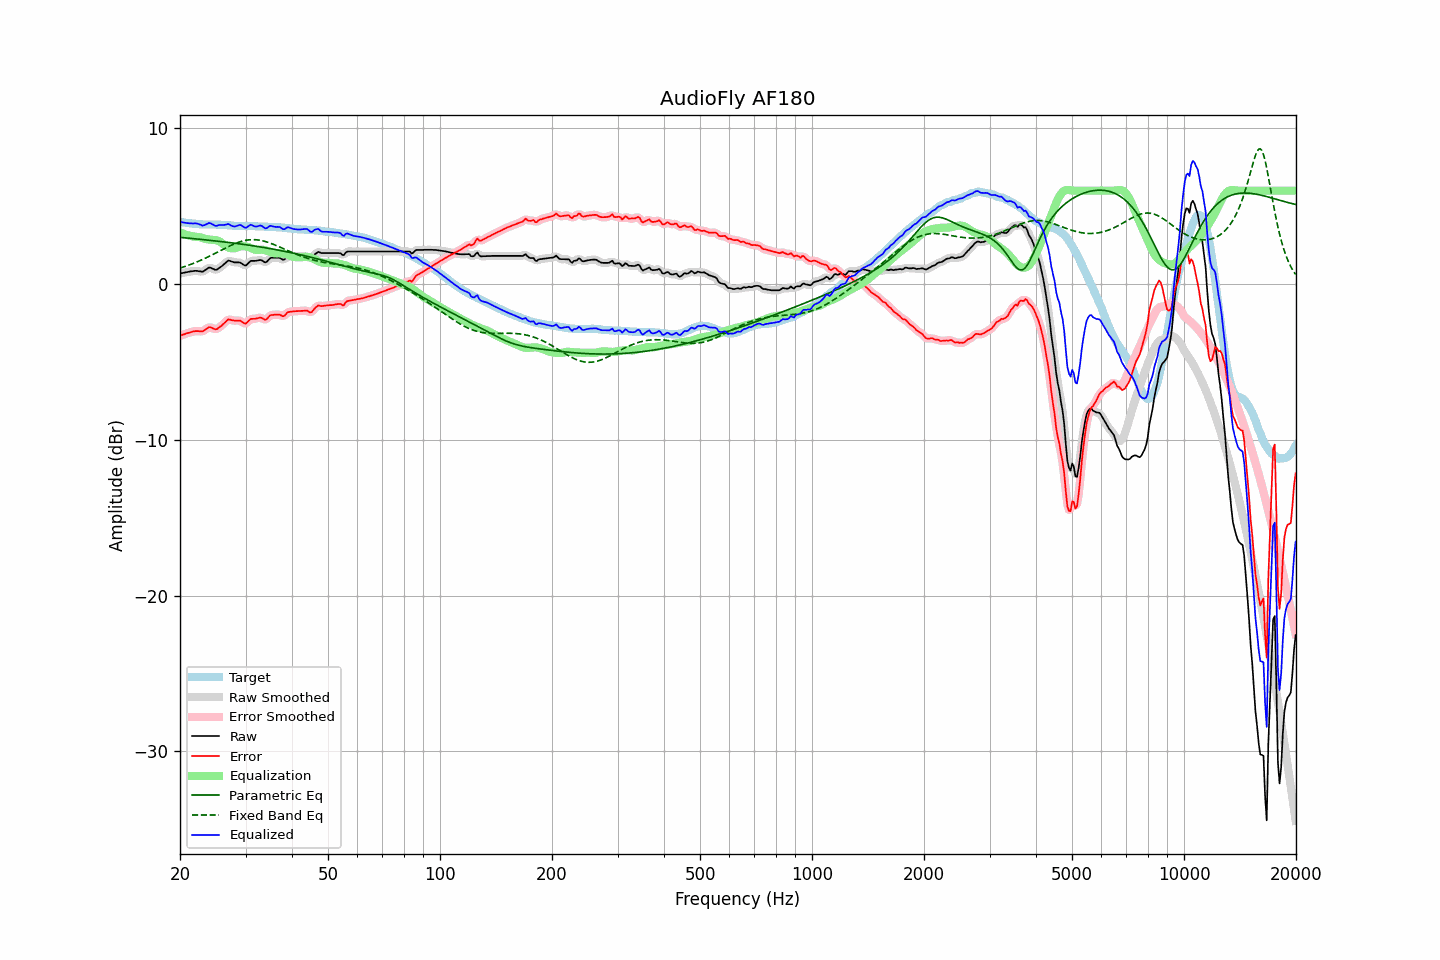 AudioFly AF180
Amplitude (dBr)
10
0
−10
−20
−30
Target
Raw Smoothed
Error Smoothed
Raw
Error
Equalization
Parametric Eq
Fixed Band Eq
Equalized
20 50 100 200 500 1000 2000 5000 10000 20000
Frequency (Hz)